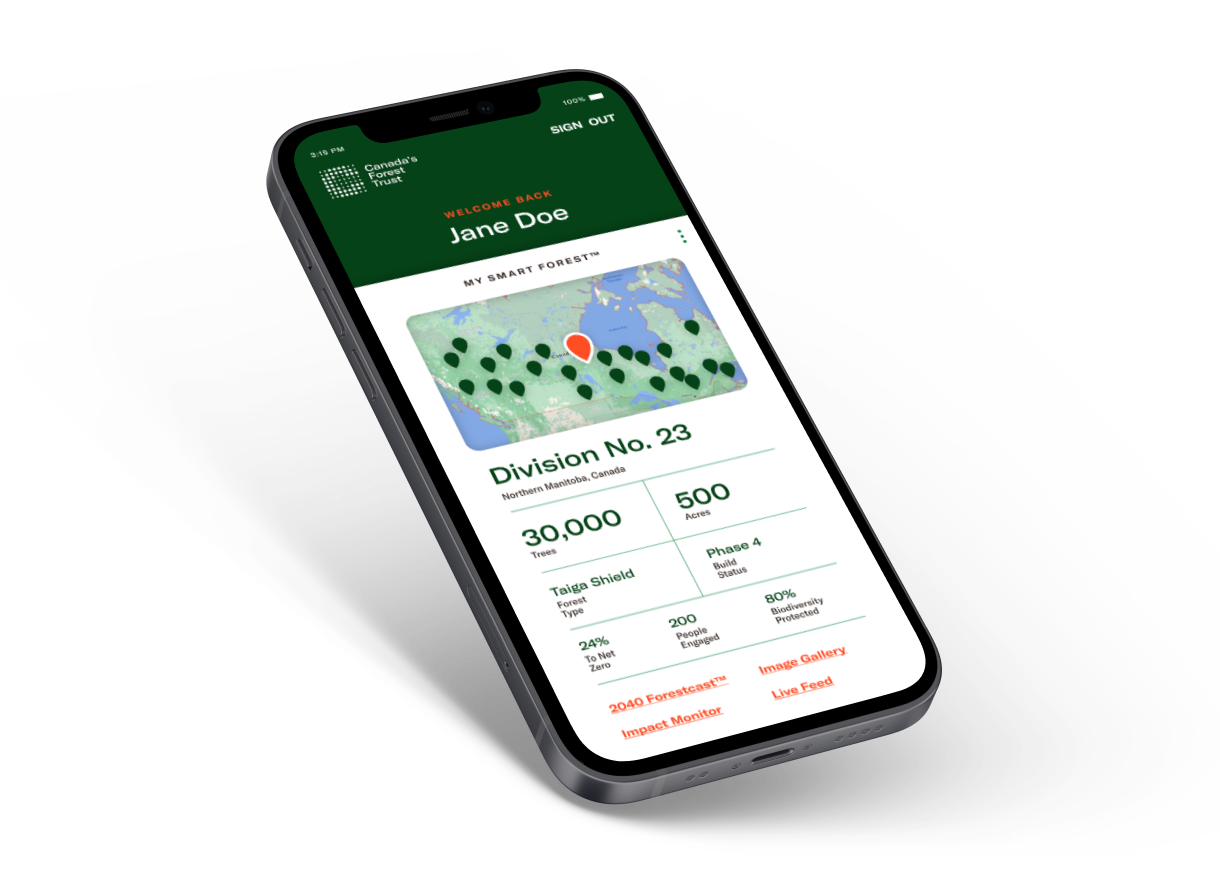 3:19 PM
100%
SIGN OUT
Canada's
Forest
Trust
WELCOME BACK
Jane Doe
MY SMART FOREST™
Division No. 23
Northern Manitoba, Canada
30,000
Trees
500
Acres
Taiga Shield
Forest
Type
Phase 4
Build
Status
24%
To Net
Zero
200
People
Engaged
80%
Biodiversity
Protected
2040 Forestcast™
Image Gallery
Impact Monitor
Live Feed